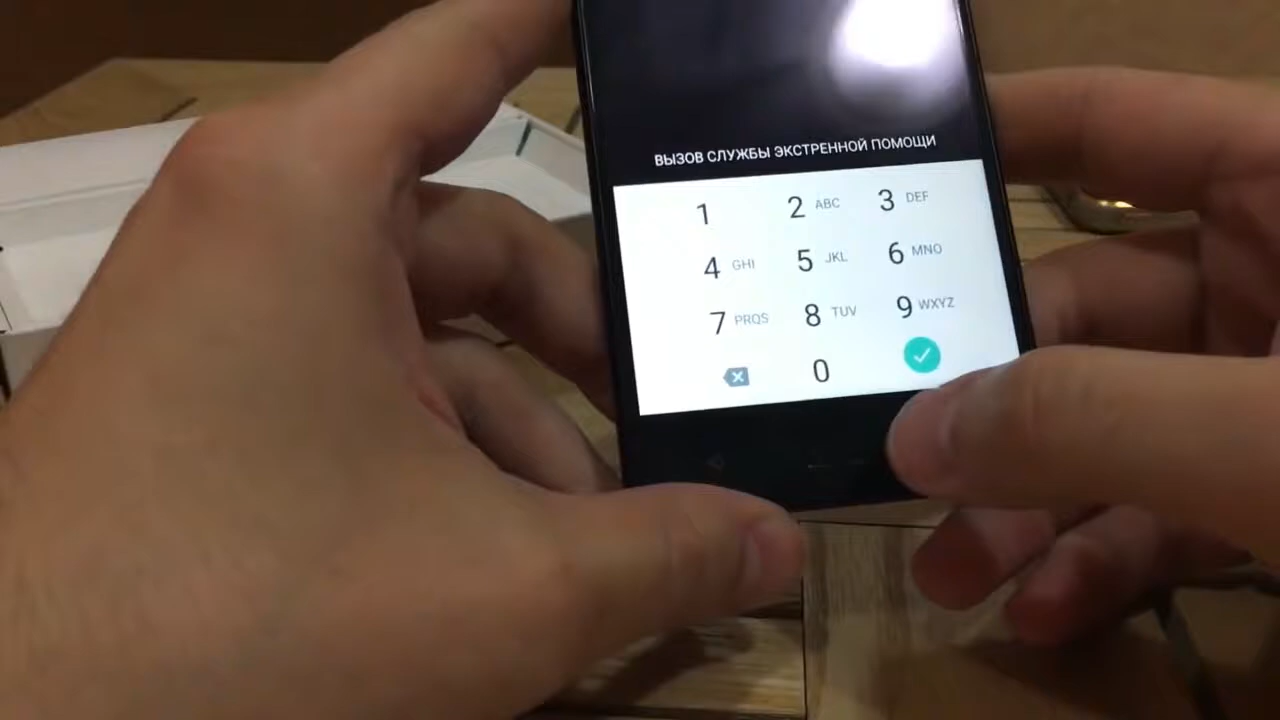 ВЫЗОВ СЛУЖБЫ ЭКСТРЕННОЙ ПОМОЩИ
1 2 ABC 3 DEF
4 GHI 5 JKL 6 MNO
7 PRQS 8 TUV 9 WXYZ
0